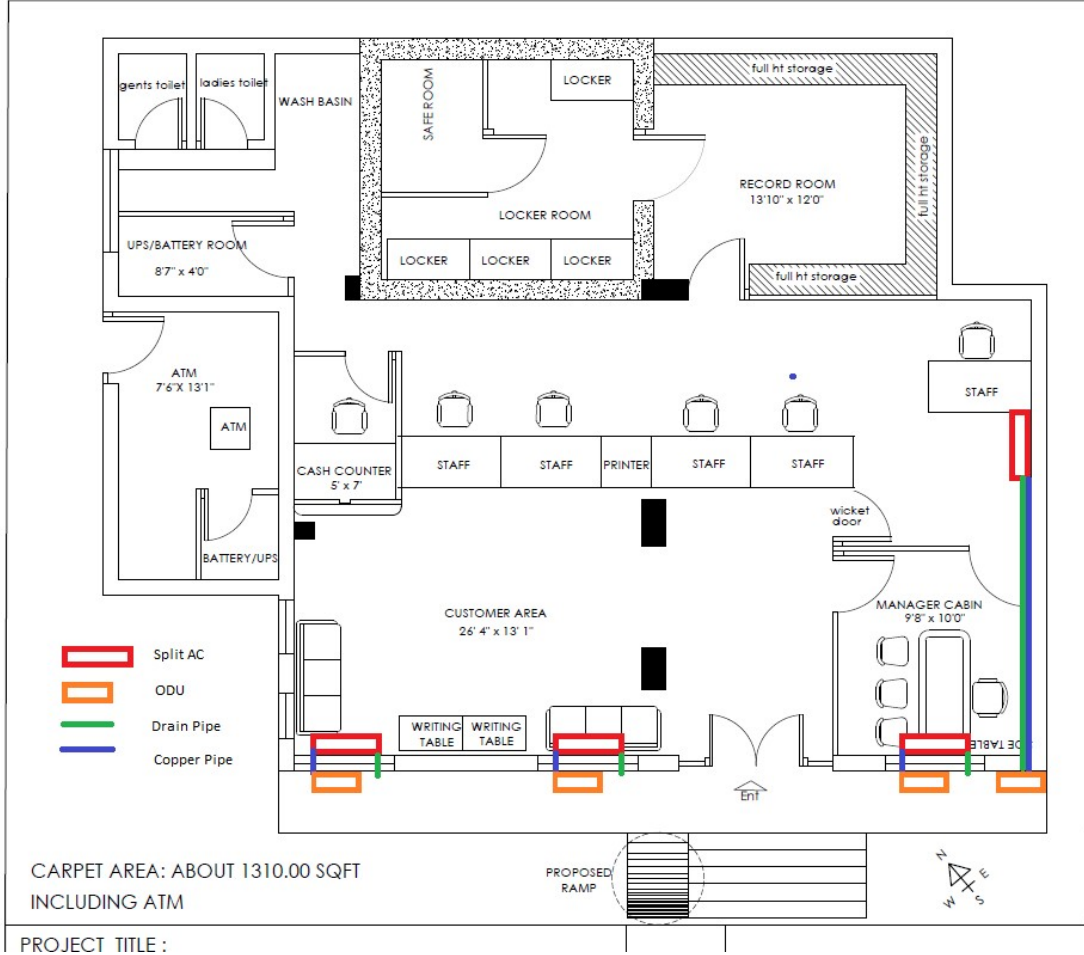 gents toilet
ladies toilet
WASH BASIN
SAFE ROOM
LOCKER
full ht storage
full ht storage
RECORD ROOM
13'10" x 12'0"
LOCKER ROOM
UPS/BATTERY ROOM
8'7" x 4'0"
LOCKER
LOCKER
LOCKER
full ht storage
ATM
7'6"X 13'1"
ATM
STAFF
CASH COUNTER
5' x 7'
STAFF
STAFF
PRINTER
STAFF
STAFF
wicket
door
BATTERY/UPS
CUSTOMER AREA
26' 4" x 13' 1"
MANAGER CABIN
9'8" x 10'0"
Split AC
ODU
Drain Pipe
Copper Pipe
WRITING
TABLE
WRITING
TABLE
DE TABLE
Ent
CARPET AREA: ABOUT 1310.00 SQFT
INCLUDING ATM
PROPOSED
RAMP
N
E
W
S
PROJECT TITLE :